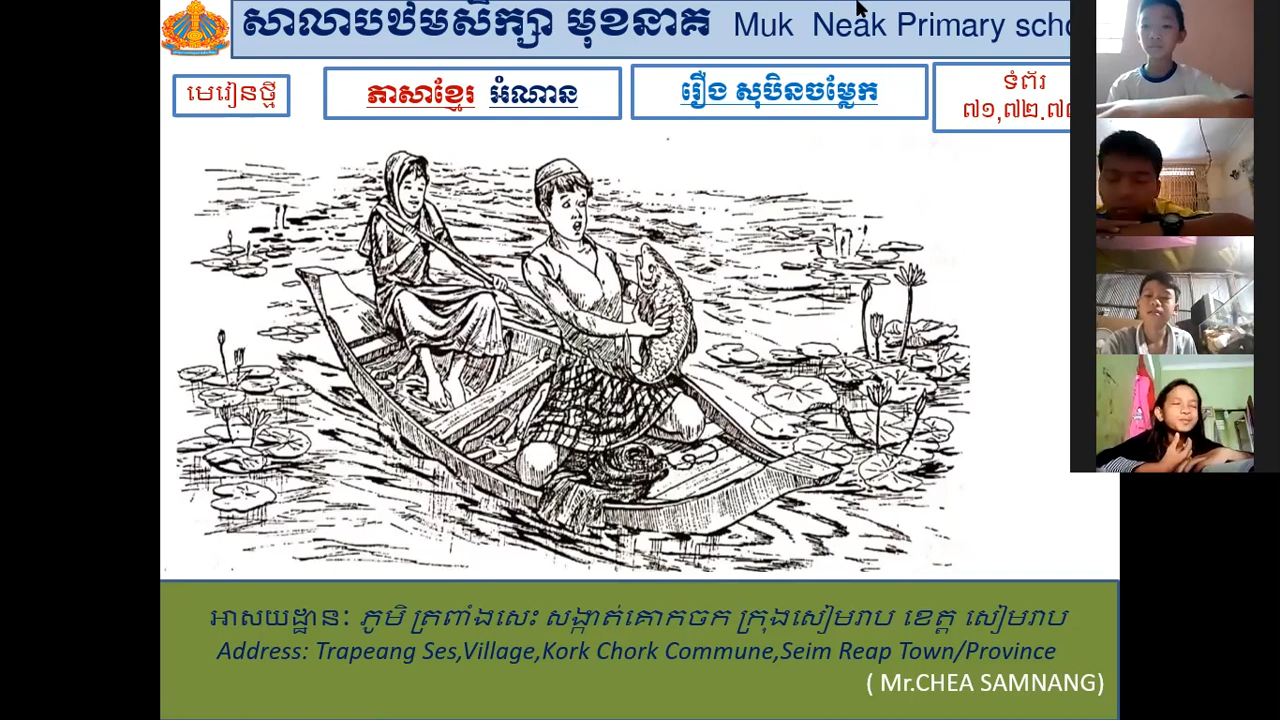 សាលាបឋមសិក្សា មុខនាគ Muk Neak Primary scho
មេរៀនថ្មី
ភាសាខ្មែរ អំណាន
រឿង សុបិនចម្លែក
ទំព័រ
៧១,៧២.៧
អាសយដ្ឋាន: ភូមិ ត្រពាំងសេះ សង្កាត់គោកចក ក្រុងសៀមរាប ខេត្ត សៀមរាប
Address: Trapeang Ses,Village,Kork Chork Commune,Seim Reap Town/Province
( Mr.CHEA SAMNANG)